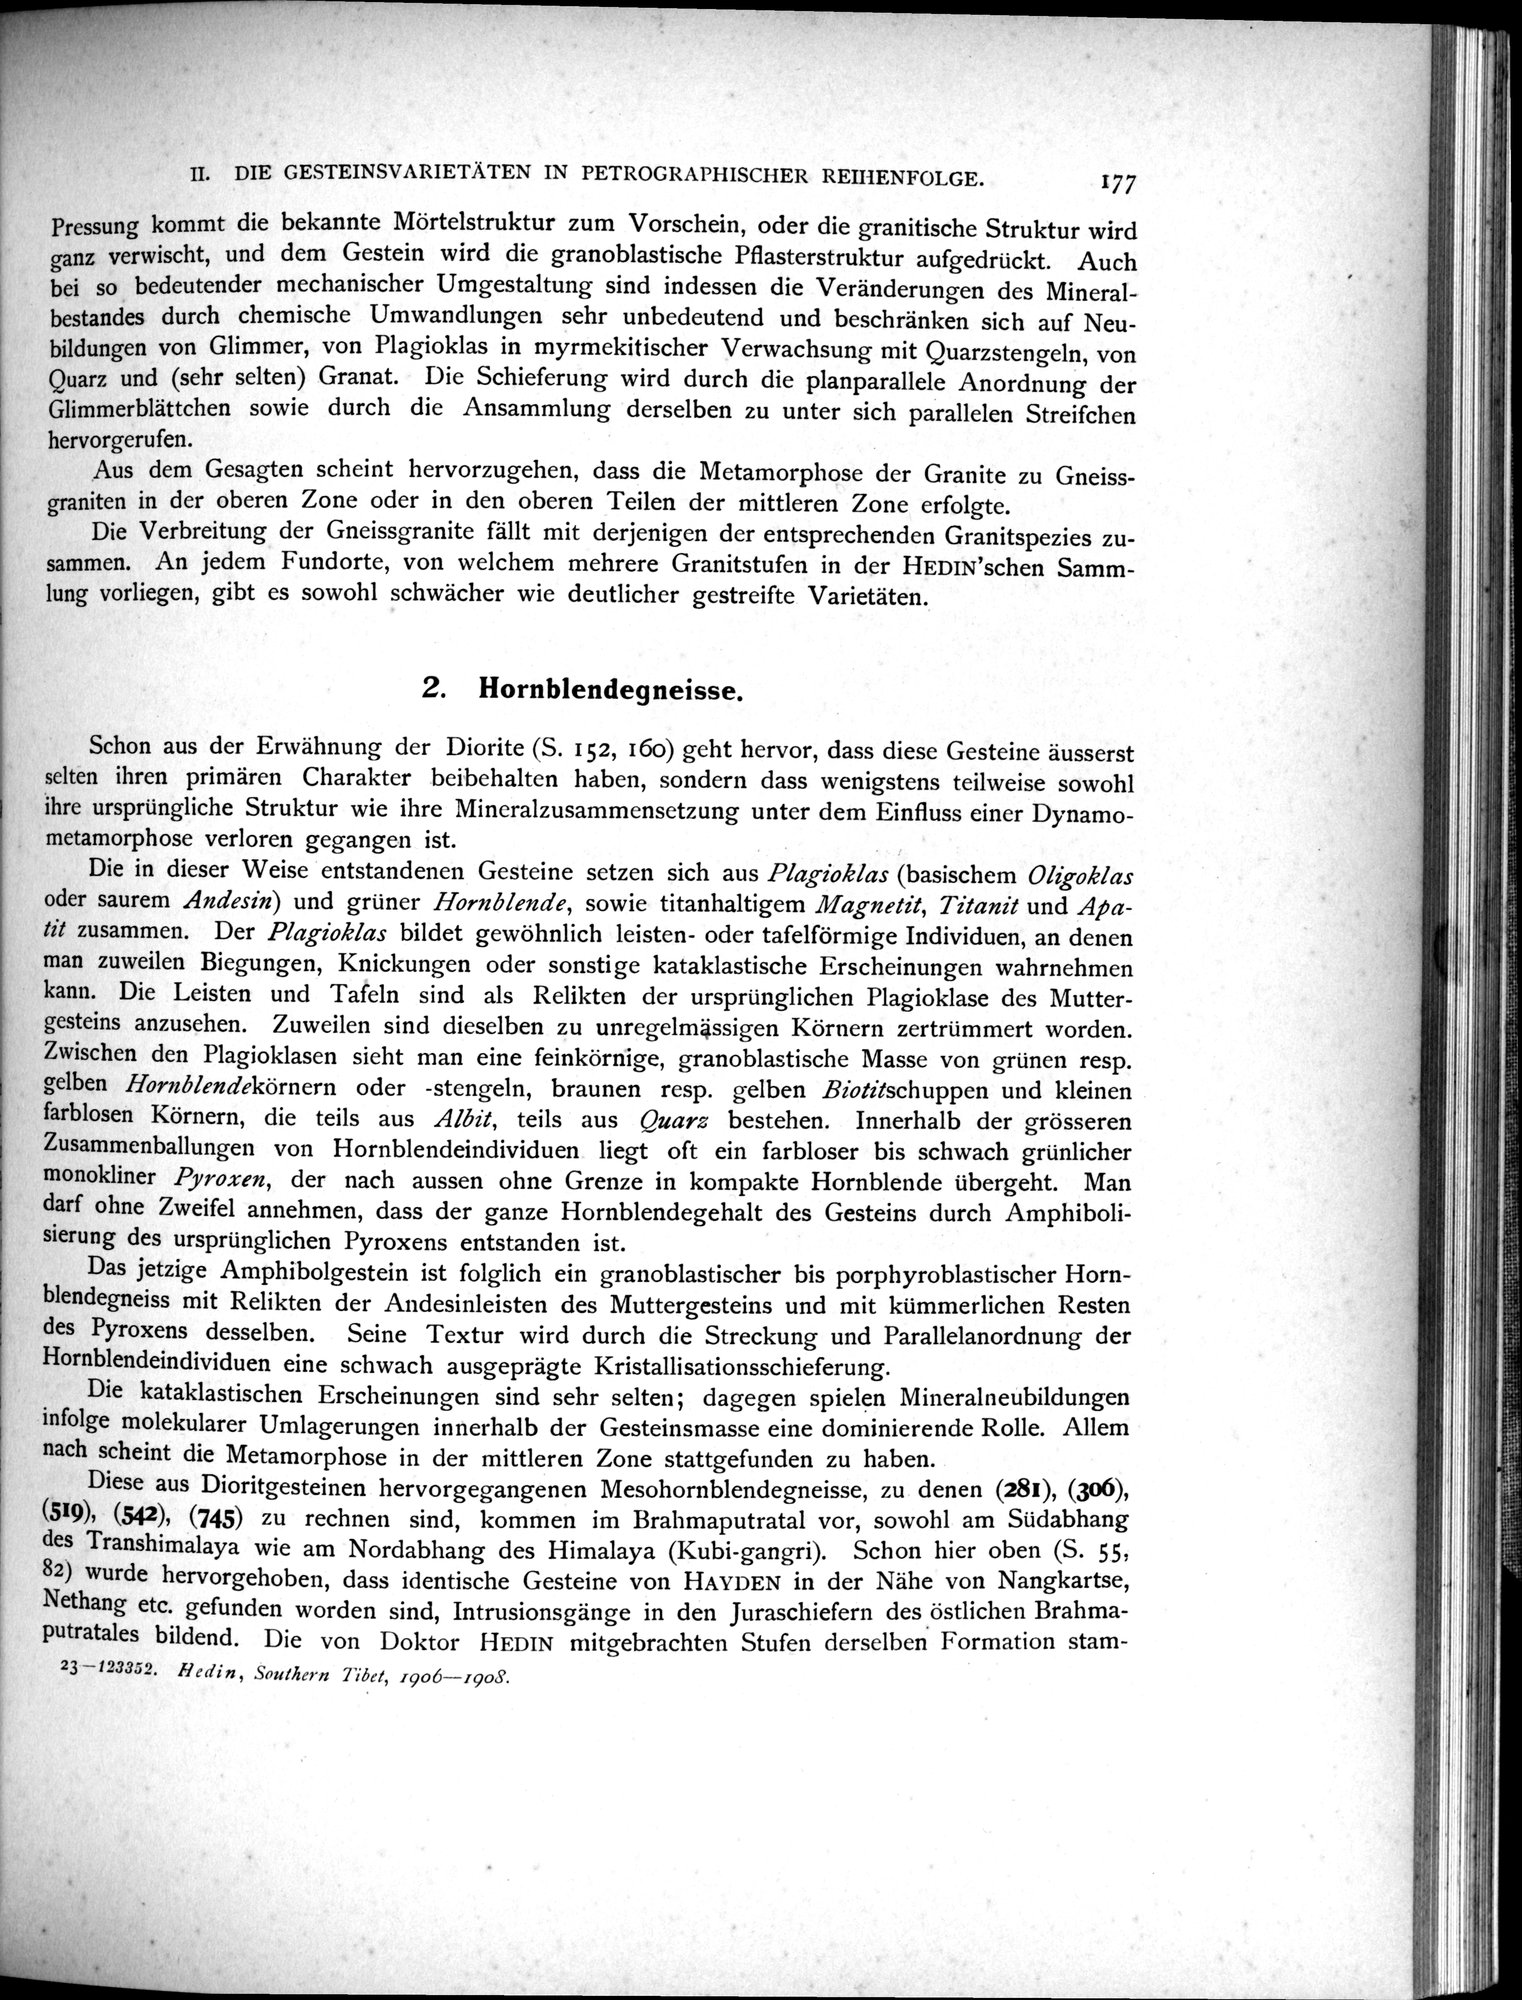 II. DIE GESTEINSVARIETÄTEN IN PETROGRAPHISCHER REIHENFOLGE. 177
Pressung kommt die bekannte Mörtelstruktur zum Vorschein, oder die granitische Struktur wird
ganz verwischt, und dem Gestein wird die granoblastische Pflasterstruktur aufgedrückt. Auch
bei so bedeutender mechanischer Umgestaltung sind indessen die Veränderungen des Mineral-
bestandes durch chemische Umwandlungen sehr unbedeutend und beschränken sich auf Neu-
bildungen von Glimmer, von Plagioklas in myrmekitischer Verwachsung mit Quarzstengeln, von
Quarz und (sehr selten) Granat. Die Schieferung wird durch die planparallele Anordnung der
Glimmerblättchen sowie durch die Ansammlung derselben zu unter sich parallelen Streifchen
hervorgerufen.
Aus dem Gesagten scheint hervorzugehen, dass die Metamorphose der Granite zu Gneiss-
graniten in der oberen Zone oder in den oberen Teilen der mittleren Zone erfolgte.
Die Verbreitung der Gneissgranite fällt mit derjenigen der entsprechenden Granitspezies zu-
sammen. An jedem Fundorte, von welchem mehrere Granitstufen in der HEDIN'schen Samm-
lung vorliegen, gibt es sowohl schwächer wie deutlicher gestreifte Varietäten.
2. Hornblendegneisse.
Schon aus der Erwähnung der Diorite (S. 152, 160) geht hervor, dass diese Gesteine äusserst
selten ihren primären Charakter beibehalten haben, sondern dass wenigstens teilweise sowohl
ihre ursprüngliche Struktur wie ihre Mineralzusammensetzung unter dem Einfluss einer Dynamo-
metamorphose verloren gegangen ist.
Die in dieser Weise entstandenen Gesteine setzen sich aus Plagioklas (basischem Oligoklas
oder saurem Andesin) und grüner Hornblende, sowie titanhaltigem Magnetit, Titanit und Apa-
tit zusammen. Der Plagioklas bildet gewöhnlich leisten- oder tafelförmige Individuen, an denen
man zuweilen Biegungen, Knickungen oder sonstige kataklastische Erscheinungen wahrnehmen
kann. Die Leisten und Tafeln sind als Relikten der ursprünglichen Plagioklase des Mutter-
gesteins anzusehen. Zuweilen sind dieselben zu unregelmässigen Körnern zertrümmert worden.
Zwischen den Plagioklasen sieht man eine feinkörnige, granoblastische Masse von grünen resp.
gelben Hornblendekörnern oder -stengeln, braunen resp. gelben Biotitschuppen und kleinen
farblosen Körnern, die teils aus Albit, teils aus Quarz bestehen. Innerhalb der grösseren
Zusammenballungen von Hornblendeindividuen liegt oft ein farbloser bis schwach grünlicher
monokliner Pyroxen, der nach aussen ohne Grenze in kompakte Hornblende übergeht. Man
darf ohne Zweifel annehmen, dass der ganze Hornblendegehalt des Gesteins durch Amphiboli-
sierung des ursprünglichen Pyroxens entstanden ist.
Das jetzige Amphibolgestein ist folglich ein granoblastischer bis porphyroblastischer Horn-
blendegneiss mit Relikten der Andesinleisten des Muttergesteins und mit kümmerlichen Resten
des Pyroxens desselben. Seine Textur wird durch die Streckung und Parallelanordnung der
Hornblendeindividuen eine schwach ausgeprägte Kristallisationsschieferung.
Die kataklastischen Erscheinungen sind sehr selten; dagegen spielen Mineralneubildungen
infolge molekularer Umlagerungen innerhalb der Gesteinsmasse eine dominierende Rolle. Allem
nach scheint die Metamorphose in der mittleren Zone stattgefunden zu haben.
Diese aus Dioritgesteinen hervorgegangenen Mesohornblendegneisse, zu denen (281), (306),
(519), (542), (745) zu rechnen sind, kommen im Brahmaputratal vor, sowohl am Südabhang
des Transhimalaya wie am Nordabhang des Himalaya (Kubi-gangri). Schon hier oben (S. 55,
82) wurde hervorgehoben, dass identische Gesteine von HAYDEN in der Nähe von Nangkartse,
Nethang etc. gefunden worden sind, Intrusionsgänge in den Juraschiefern des östlichen Brahma-
putratales bildend. Die von Doktor HEDIN mitgebrachten Stufen derselben Formation stam-
23—123352. Hedin, Southern Tibet, 1906—1908.